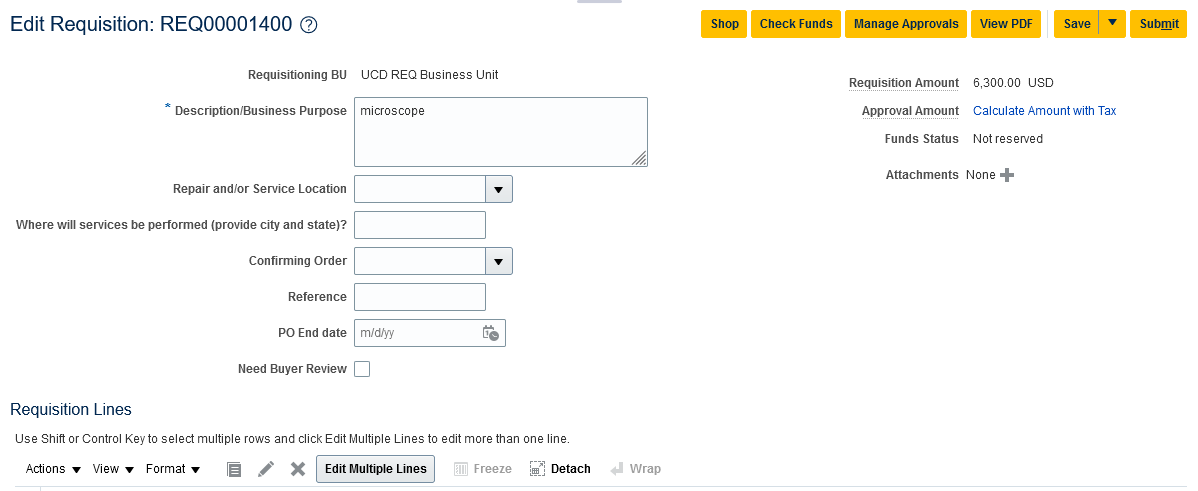 Edit Requisition: REQ00001400 ?
Shop Check Funds Manage Approvals View PDF Save Submit
Requisitioning BU UCD REQ Business Unit
Requisition Amount 6,300.00 USD
* Description/Business Purpose microscope
Approval Amount Calculate Amount with Tax
Funds Status Not reserved
Attachments None
Repair and/or Service Location
Where will services be performed (provide city and state)?
Confirming Order
Reference
PO End date m/d/yy
Need Buyer Review
Requisition Lines
Use Shift or Control Key to select multiple rows and click Edit Multiple Lines to edit more than one line.
Actions View Format Edit Multiple Lines Freeze Detach Wrap